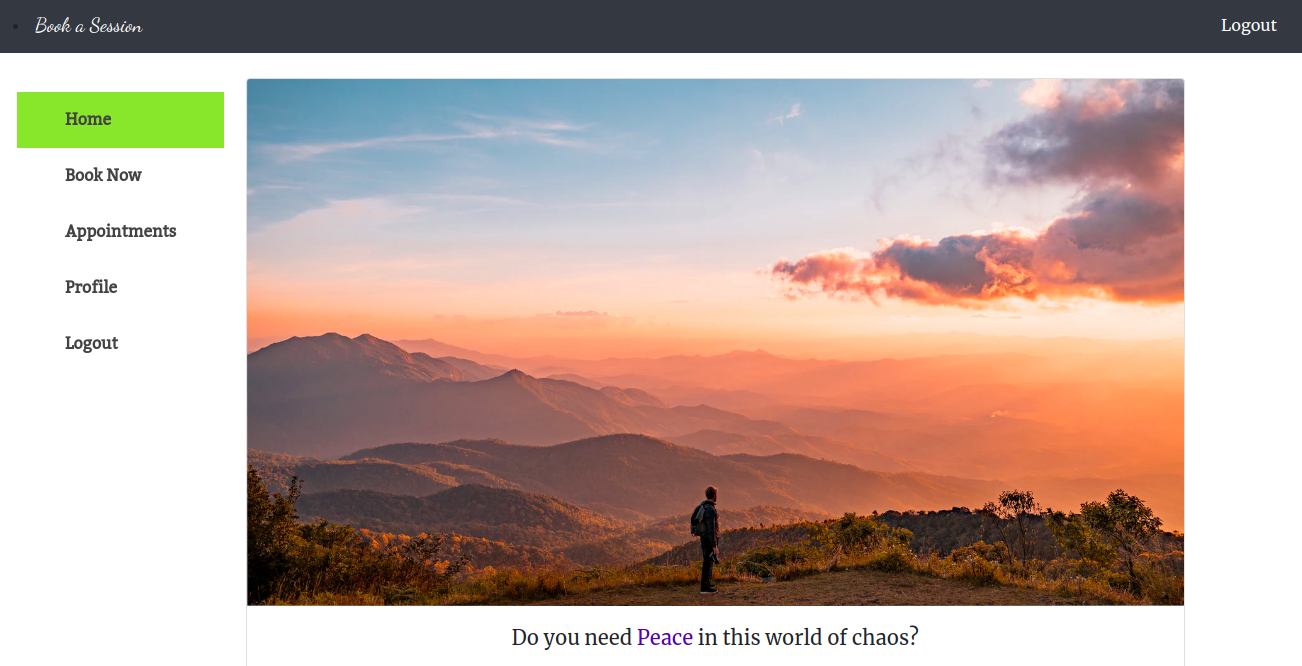 Book a Session
Logout
Home
Book Now
Appointments
Profile
Logout
Do you need Peace in this world of chaos?